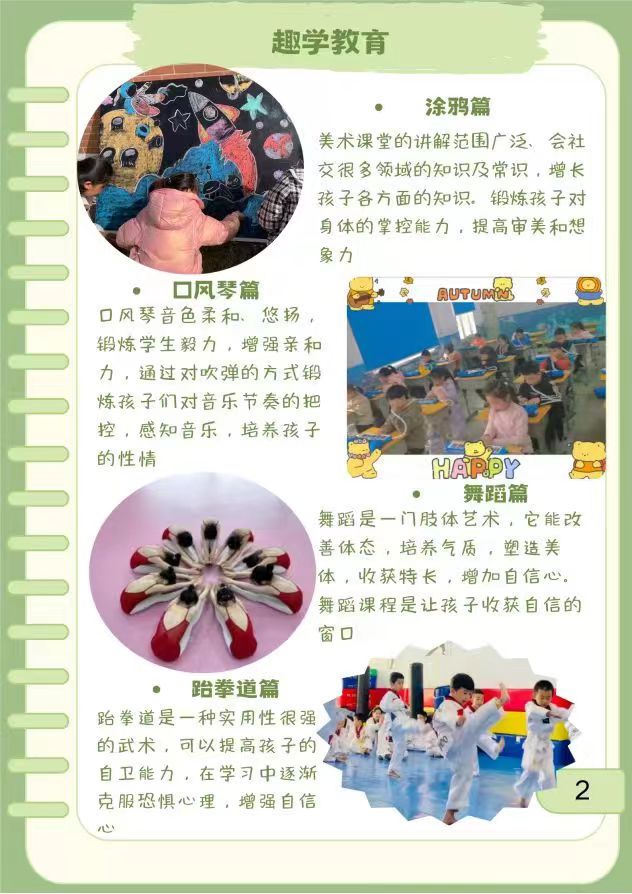 趣学教育
• 涂鸦篇
美术课堂的讲解范围广泛、会社
交很多领域的知识及常识，增长
孩子各方面的知识。锻炼孩子对
身体的掌控能力，提高审美和想
象力
• 口风琴篇
口风琴音色柔和、悠扬，
锻炼学生毅力，增强亲和
力，通过对吹弹的方式锻
炼孩子们对音乐节奏的把
控，感知音乐，培养孩子
的性情
AUTUMN
HAPPY
• 舞蹈篇
舞蹈是一门肢体艺术，它能改
善体态，培养气质，塑造美
体，收获特长，增加自信心。
舞蹈课程是让孩子收获自信的
窗口
• 跆拳道篇
跆拳道是一种实用性很强
的武术，可以提高孩子的
自卫能力，在学习中逐渐
克服恐惧心理，增强自信
心
2